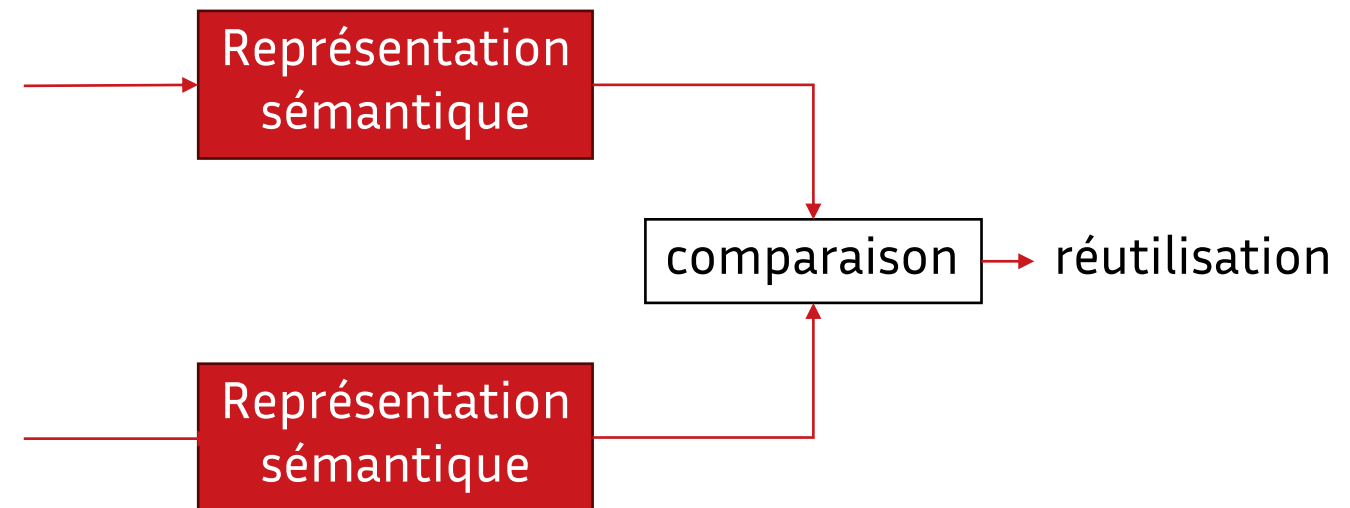 Représentation
sémantique
comparaison
réutilisation
Représentation
sémantique